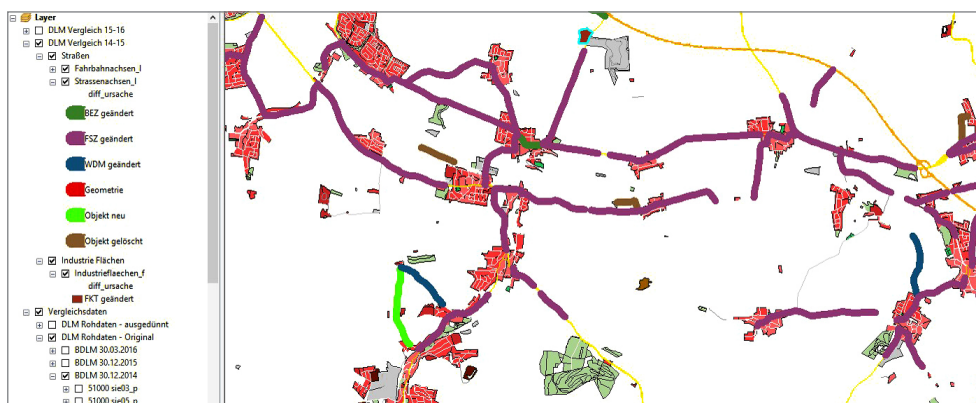 Layer
DLM Vergleich 15-16
DLM Verlgeich 14-15
Straßen
Fahrbahnachsen_l
Strassenachsen_l
diff_ursache
BEZ geändert
FSZ geändert
WDM geändert
Geometrie
Objekt neu
Objekt gelöscht
Industrie Flächen
Industrieflaechen_f
diff_ursache
FKT geändert
Vergleichsdaten
DLM Rohdaten - ausgedünnt
DLM Rohdaten - Original
BDLM 30.03.2016
BDLM 30.12.2015
BDLM 30.12.2014
51000 sie03_p
51000 sie05_p